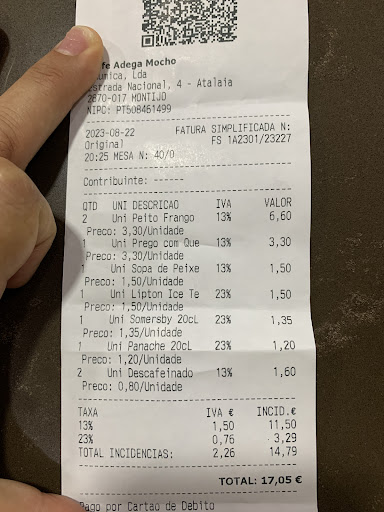 fe Adega Mocho
umica, Lda
strada Nacional, 4 - Atalaia
2870-017 MONTIJO
NIPC: PT508461499
2023-08-22 FATURA SIMPLIFICADA N:
Original FS 1A2301/23227
20:25 MESA N: 40/0
Contribuinte: ------
QTD UNI DESCRICAO IVA VALOR
2 Uni Peito Frango 13% 6,60
Preco: 3,30/Unidade
1 Uni Prego com Que 13% 3,30
Preco: 3,30/Unidade
1 Uni Sopa de Peixe 13% 1,50
Preco: 1,50/Unidade
1 Uni Lipton Ice Te 23% 1,50
Preco: 1,50/Unidade
1 Uni Somersby 20cL 23% 1,35
Preco: 1,35/Unidade
1 Uni Panache 20cL 23% 1,20
Preco: 1,20/Unidade
2 Uni Descafeinado 13% 1,60
Preco: 0,80/Unidade
TAXA IVA € INCID.€
13% 1,50 11,50
23% 0,76 3,29
TOTAL INCIDENCIAS: 2,26 14,79
TOTAL: 17,05 €
Pago por Cartao de Debito